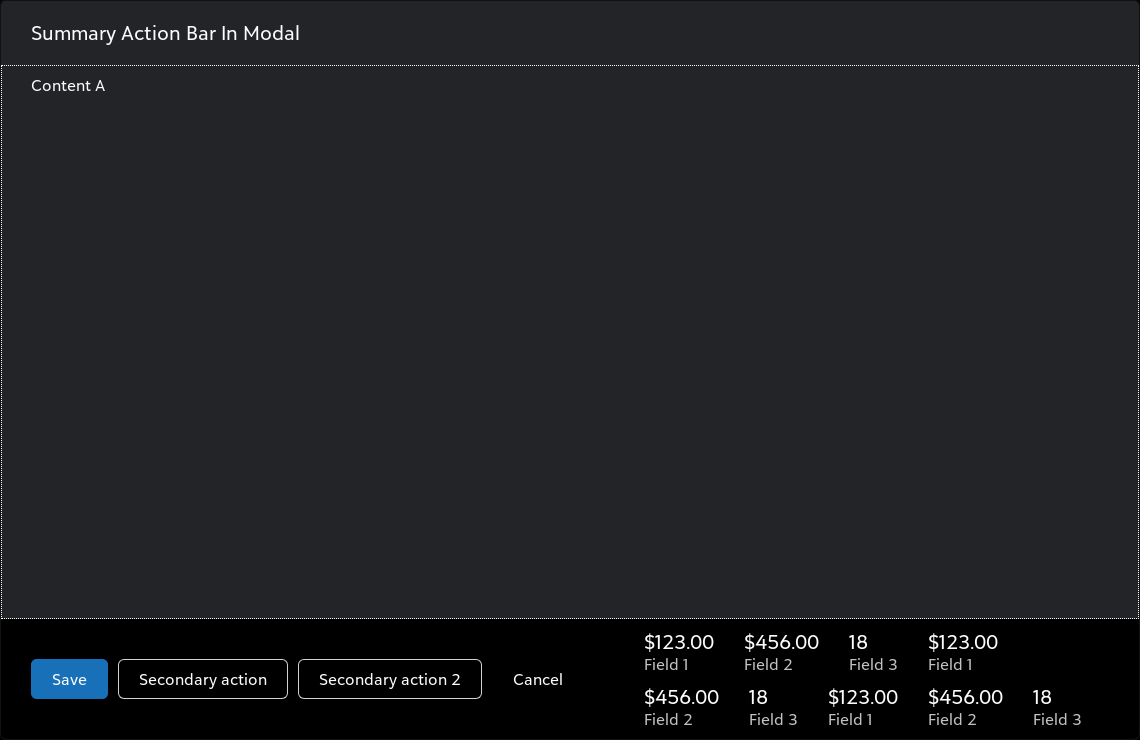 Summary Action Bar In Modal
Content A
Save
Secondary action
Secondary action 2
Cancel
$123.00 $456.00 18 $123.00
Field 1 Field 2 Field 3 Field 1
$456.00 18 $123.00 $456.00 18
Field 2 Field 3 Field 1 Field 2 Field 3